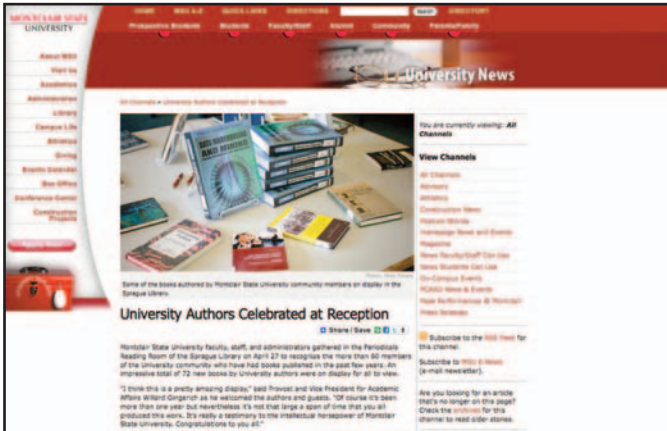 MONTCLAIR STATE
UNIVERSITY
HOME MSU A-Z QUICK LINKS DIRECTIONS Search DIRECTORY
Prospective Students Students Faculty/Staff Alumni Community Parents/Family
University News
About MSU
Visit Us
Academics
Administration
Library
Campus Life
Athletics
Giving
Events Calendar
Box Office
Conference Center
Construction
Projects
Apply Now
All Channels > University Authors Celebrated at Reception
Some of the books authored by Montclair State University community members on display in the
Sprague Library.
University Authors Celebrated at Reception
Share / Save
Montclair State University faculty, staff, and administrators gathered in the Periodicals
Reading Room of the Sprague Library on April 27 to recognize the more than 60 members
of the University community who have had books published in the past few years. An
impressive total of 72 new books by University authors were on display for all to view.
"I think this is a pretty amazing display," said Provost and Vice President for Academic
Affairs Willard Gingerich as he welcomed the authors and guests. "Of course it's been
more than one year but nevertheless it's not that large a span of time that you all
produced this work. It's really a testimony to the intellectual horsepower of Montclair
State University. Congratulations to you all."
You are currently viewing: All
Channels
View Channels
All Channels
Advisors
Athletics
Construction News
Feature Stories
Homepage News and Events
Magazine
News Faculty/Staff Can Use
News Students Can Use
On-Campus Events
PCASO News & Events
Peak Performances @ Montclair
Press Releases
Subscribe to the RSS Feed for
this channel.
Subscribe to MSU E-News
(e-mail newsletter).
Are you looking for an article
that's no longer on this page?
Check the archives for this
channel to read older stories.